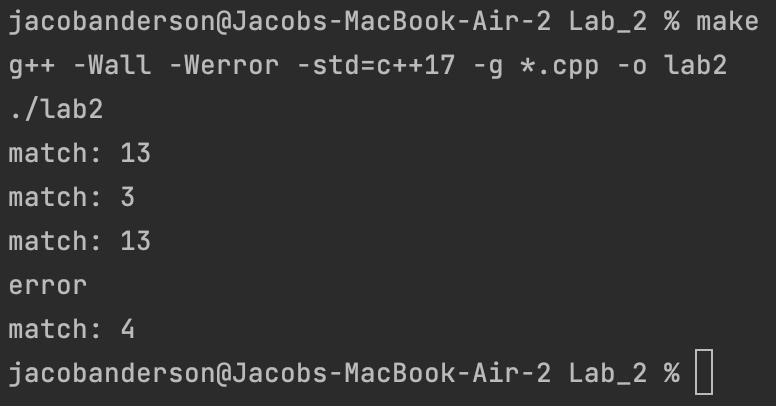 jacobanderson@Jacobs-MacBook-Air-2 Lab_2 % make
g++ -Wall -Werror -std=c++17 -g *.cpp -o lab2
./lab2
match: 13
match: 3
match: 13
error
match: 4
jacobanderson@Jacobs-MacBook-Air-2 Lab_2 %